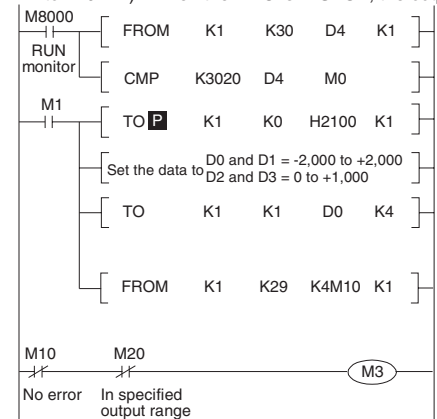 M8000
FROM K1 K30 D4 K1
RUN
monitor
CMP K3020 D4 M0
M1
TO P K1 K0 H2100 K1
Set the data to D0 and D1 = -2,000 to +2,000
D2 and D3 = 0 to +1,000
TO K1 K1 D0 K4
FROM K1 K29 K4M10 K1
M10 M20
M3
No error In specified
output range